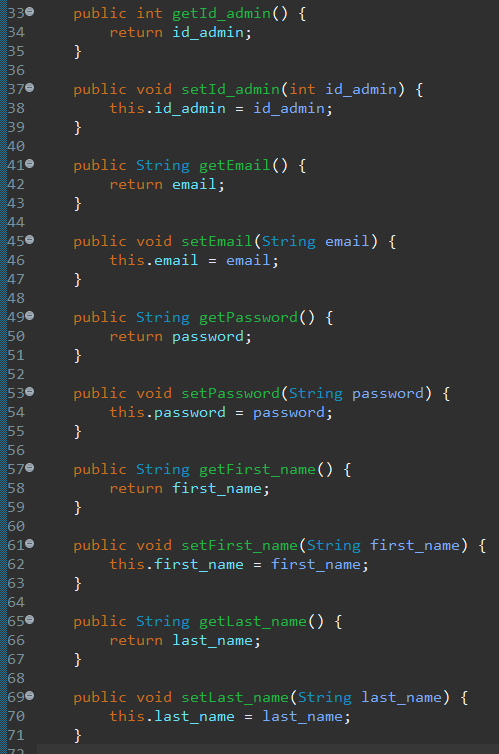 33 public int getId_admin() {
34 return id_admin;
35 }
36
37 public void setId_admin(int id_admin) {
38 this.id_admin = id_admin;
39 }
40
41 public String getEmail() {
42 return email;
43 }
44
45 public void setEmail(String email) {
46 this.email = email;
47 }
48
49 public String getPassword() {
50 return password;
51 }
52
53 public void setPassword(String password) {
54 this.password = password;
55 }
56
57 public String getFirst_name() {
58 return first_name;
59 }
60
61 public void setFirst_name(String first_name) {
62 this.first_name = first_name;
63 }
64
65 public String getLast_name() {
66 return last_name;
67 }
68
69 public void setLast_name(String last_name) {
70 this.last_name = last_name;
71 }
72